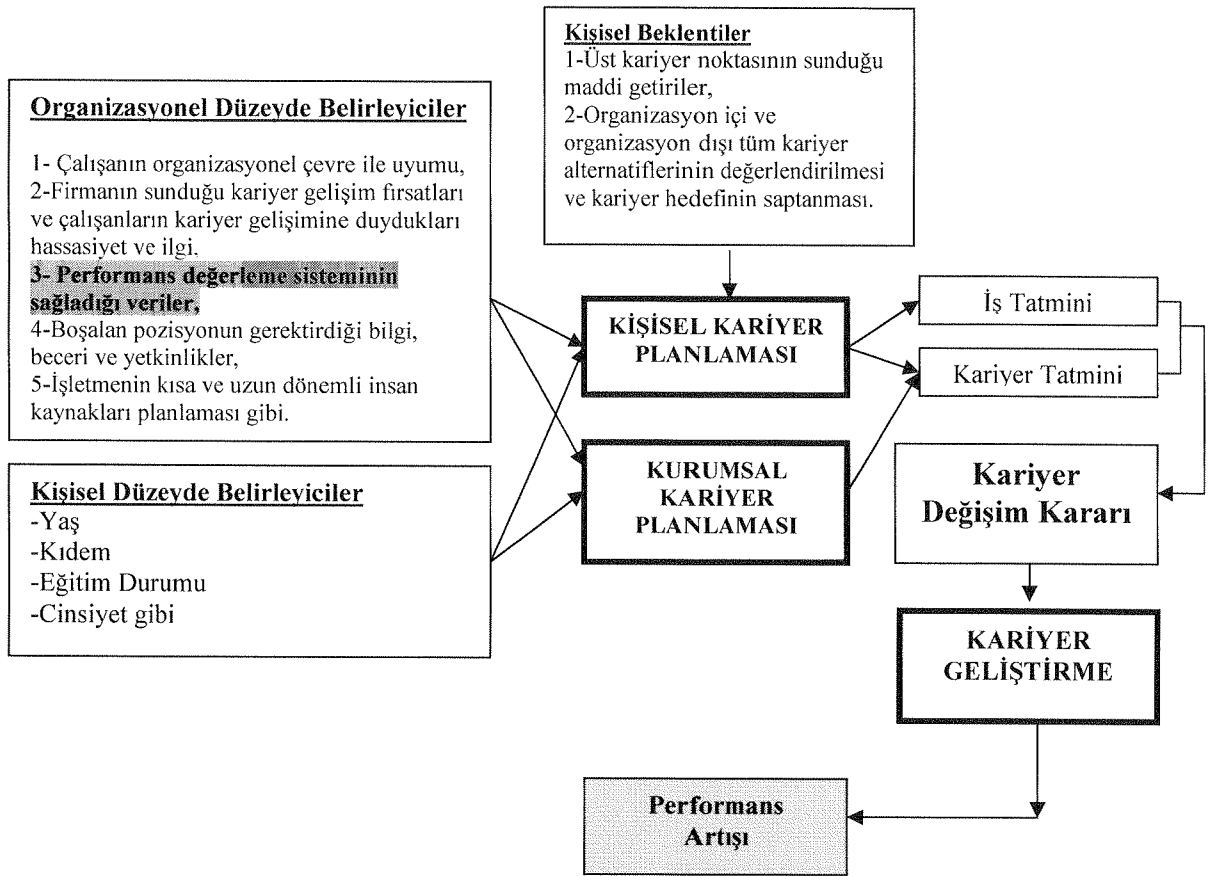 Kişisel Beklentiler
1-Üst kariyer noktasının sunduğu
maddi getiriler,
2-Organizasyon içi ve
organizasyon dışı tüm kariyer
alternatiflerinin değerlendirilmesi
ve kariyer hedefinin saptanması.
Organizasyonel Düzeyde Belirleyiciler
1- Çalışanın organizasyonel çevre ile uyumu,
2-Firmanın sunduğu kariyer gelişim fırsatları
ve çalışanların kariyer gelişimine duydukları
hassasiyet ve ilgi,
3- Performans değerleme sisteminin
sağladığı veriler,
4-Boşalan pozisyonun gerektirdiği bilgi,
beceri ve yetkinlikler,
5-İşletmenin kısa ve uzun dönemli insan
kaynakları planlaması gibi.
Kişisel Düzeyde Belirleyiciler
-Yaş
-Kıdem
-Eğitim Durumu
-Cinsiyet gibi
KİŞİSEL KARİYER
PLANLAMASI
KURUMSAL
KARİYER
PLANLAMASI
İş Tatmini
Kariyer Tatmini
Kariyer
Değişim Kararı
KARİYER
GELİŞTİRME
Performans
Artışı